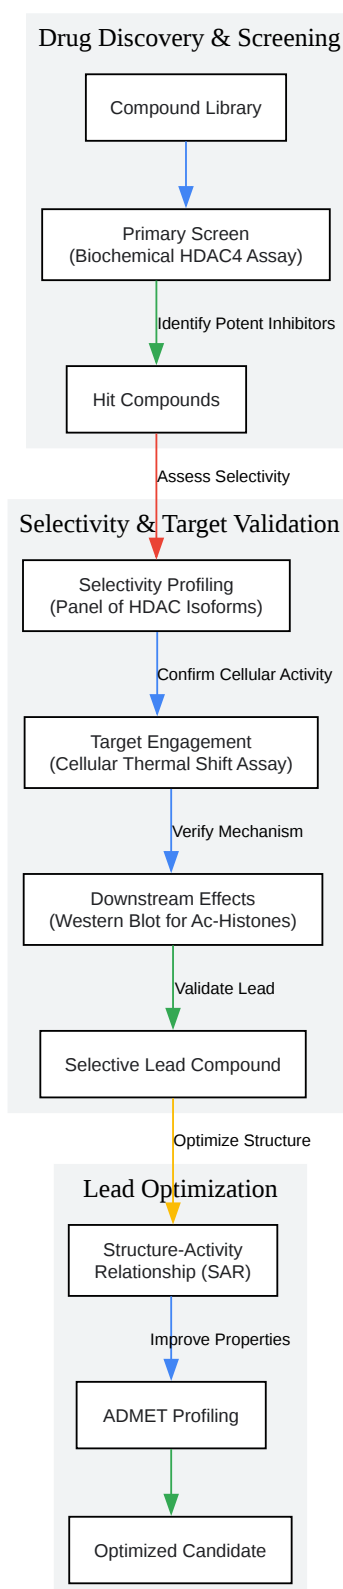 Drug Discovery & Screening
Compound Library
Primary Screen
(Biochemical HDAC4 Assay)
Identify Potent Inhibitors
Hit Compounds
Assess Selectivity
Selectivity & Target Validation
Selectivity Profiling
(Panel of HDAC Isoforms)
Confirm Cellular Activity
Target Engagement
(Cellular Thermal Shift Assay)
Verify Mechanism
Downstream Effects
(Western Blot for Ac-Histones)
Validate Lead
Selective Lead Compound
Optimize Structure
Lead Optimization
Structure-Activity
Relationship (SAR)
Improve Properties
ADMET Profiling
Optimized Candidate